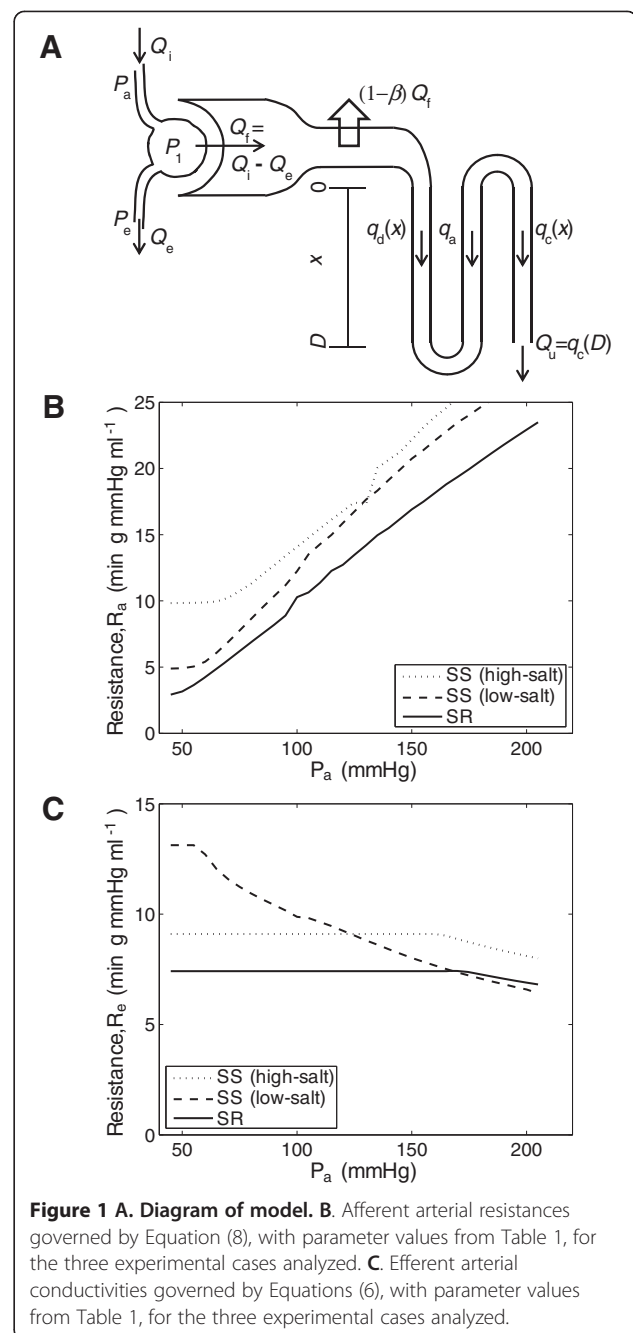 A
Q_i
P_a
(1−β) Q_f
P_1
Q_f =
Q_i - Q_e
0
P_e
Q_e
x
q_d(x)
q_a
q_c(x)
D
Q_u=q_c(D)
B
25
20
15
10
5
0
Resistance,R_a (min g mmHg ml^-1)
SS (high-salt)
SS (low-salt)
SR
50
100
150
200
P_a (mmHg)
C
15
10
5
0
Resistance,R_e (min g mmHg ml^-1)
SS (high-salt)
SS (low-salt)
SR
50
100
150
200
P_a (mmHg)
Figure 1 A. Diagram of model. B. Afferent arterial resistances
governed by Equation (8), with parameter values from Table 1, for
the three experimental cases analyzed. C. Efferent arterial
conductivities governed by Equations (6), with parameter values
from Table 1, for the three experimental cases analyzed.